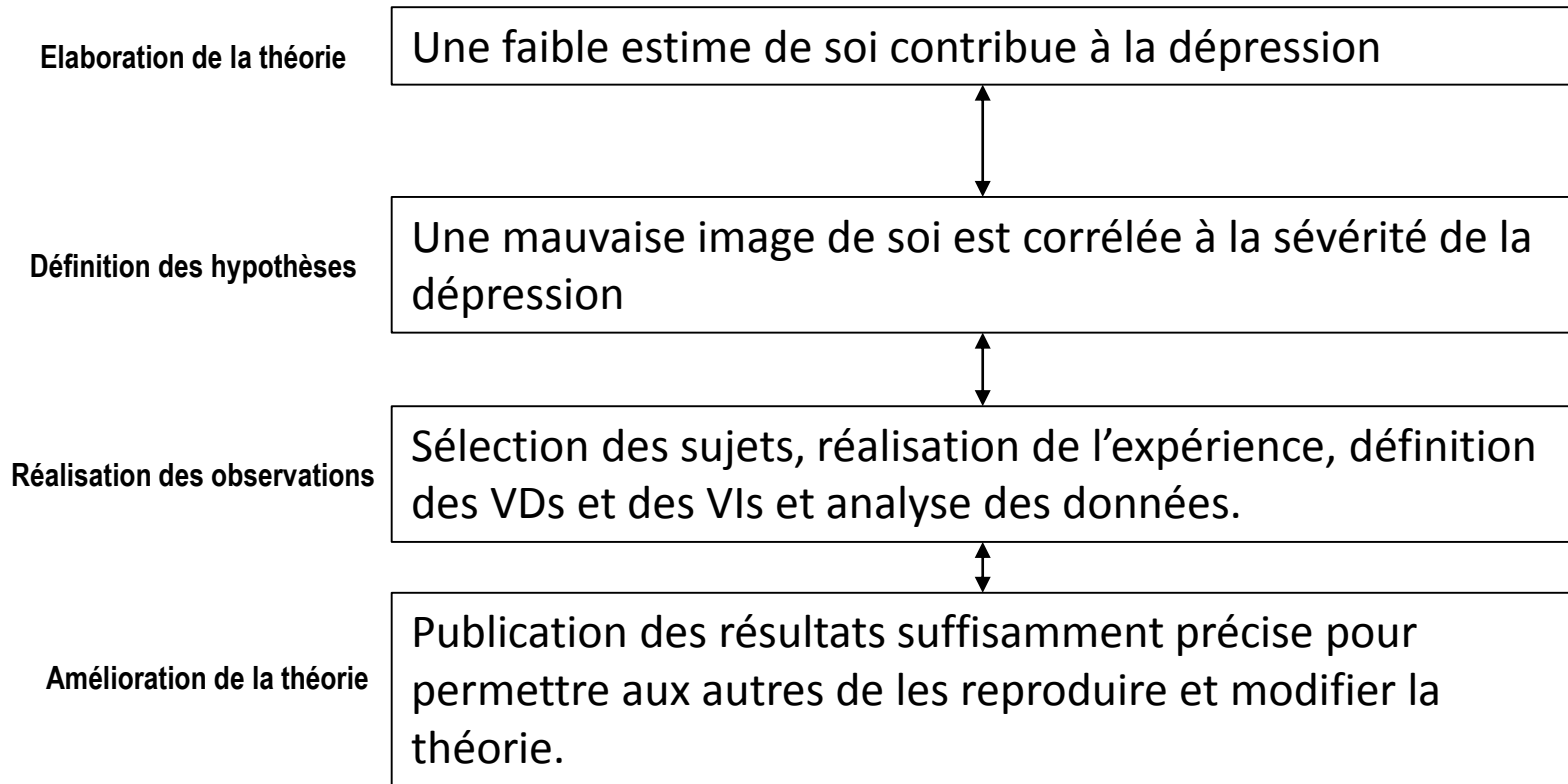 Elaboration de la théorie
Une faible estime de soi contribue à la dépression
Définition des hypothèses
Une mauvaise image de soi est corrélée à la sévérité de la
dépression
Réalisation des observations
Sélection des sujets, réalisation de l’expérience, définition
des VDs et des VIs et analyse des données.
Amélioration de la théorie
Publication des résultats suffisamment précise pour
permettre aux autres de les reproduire et modifier la
théorie.